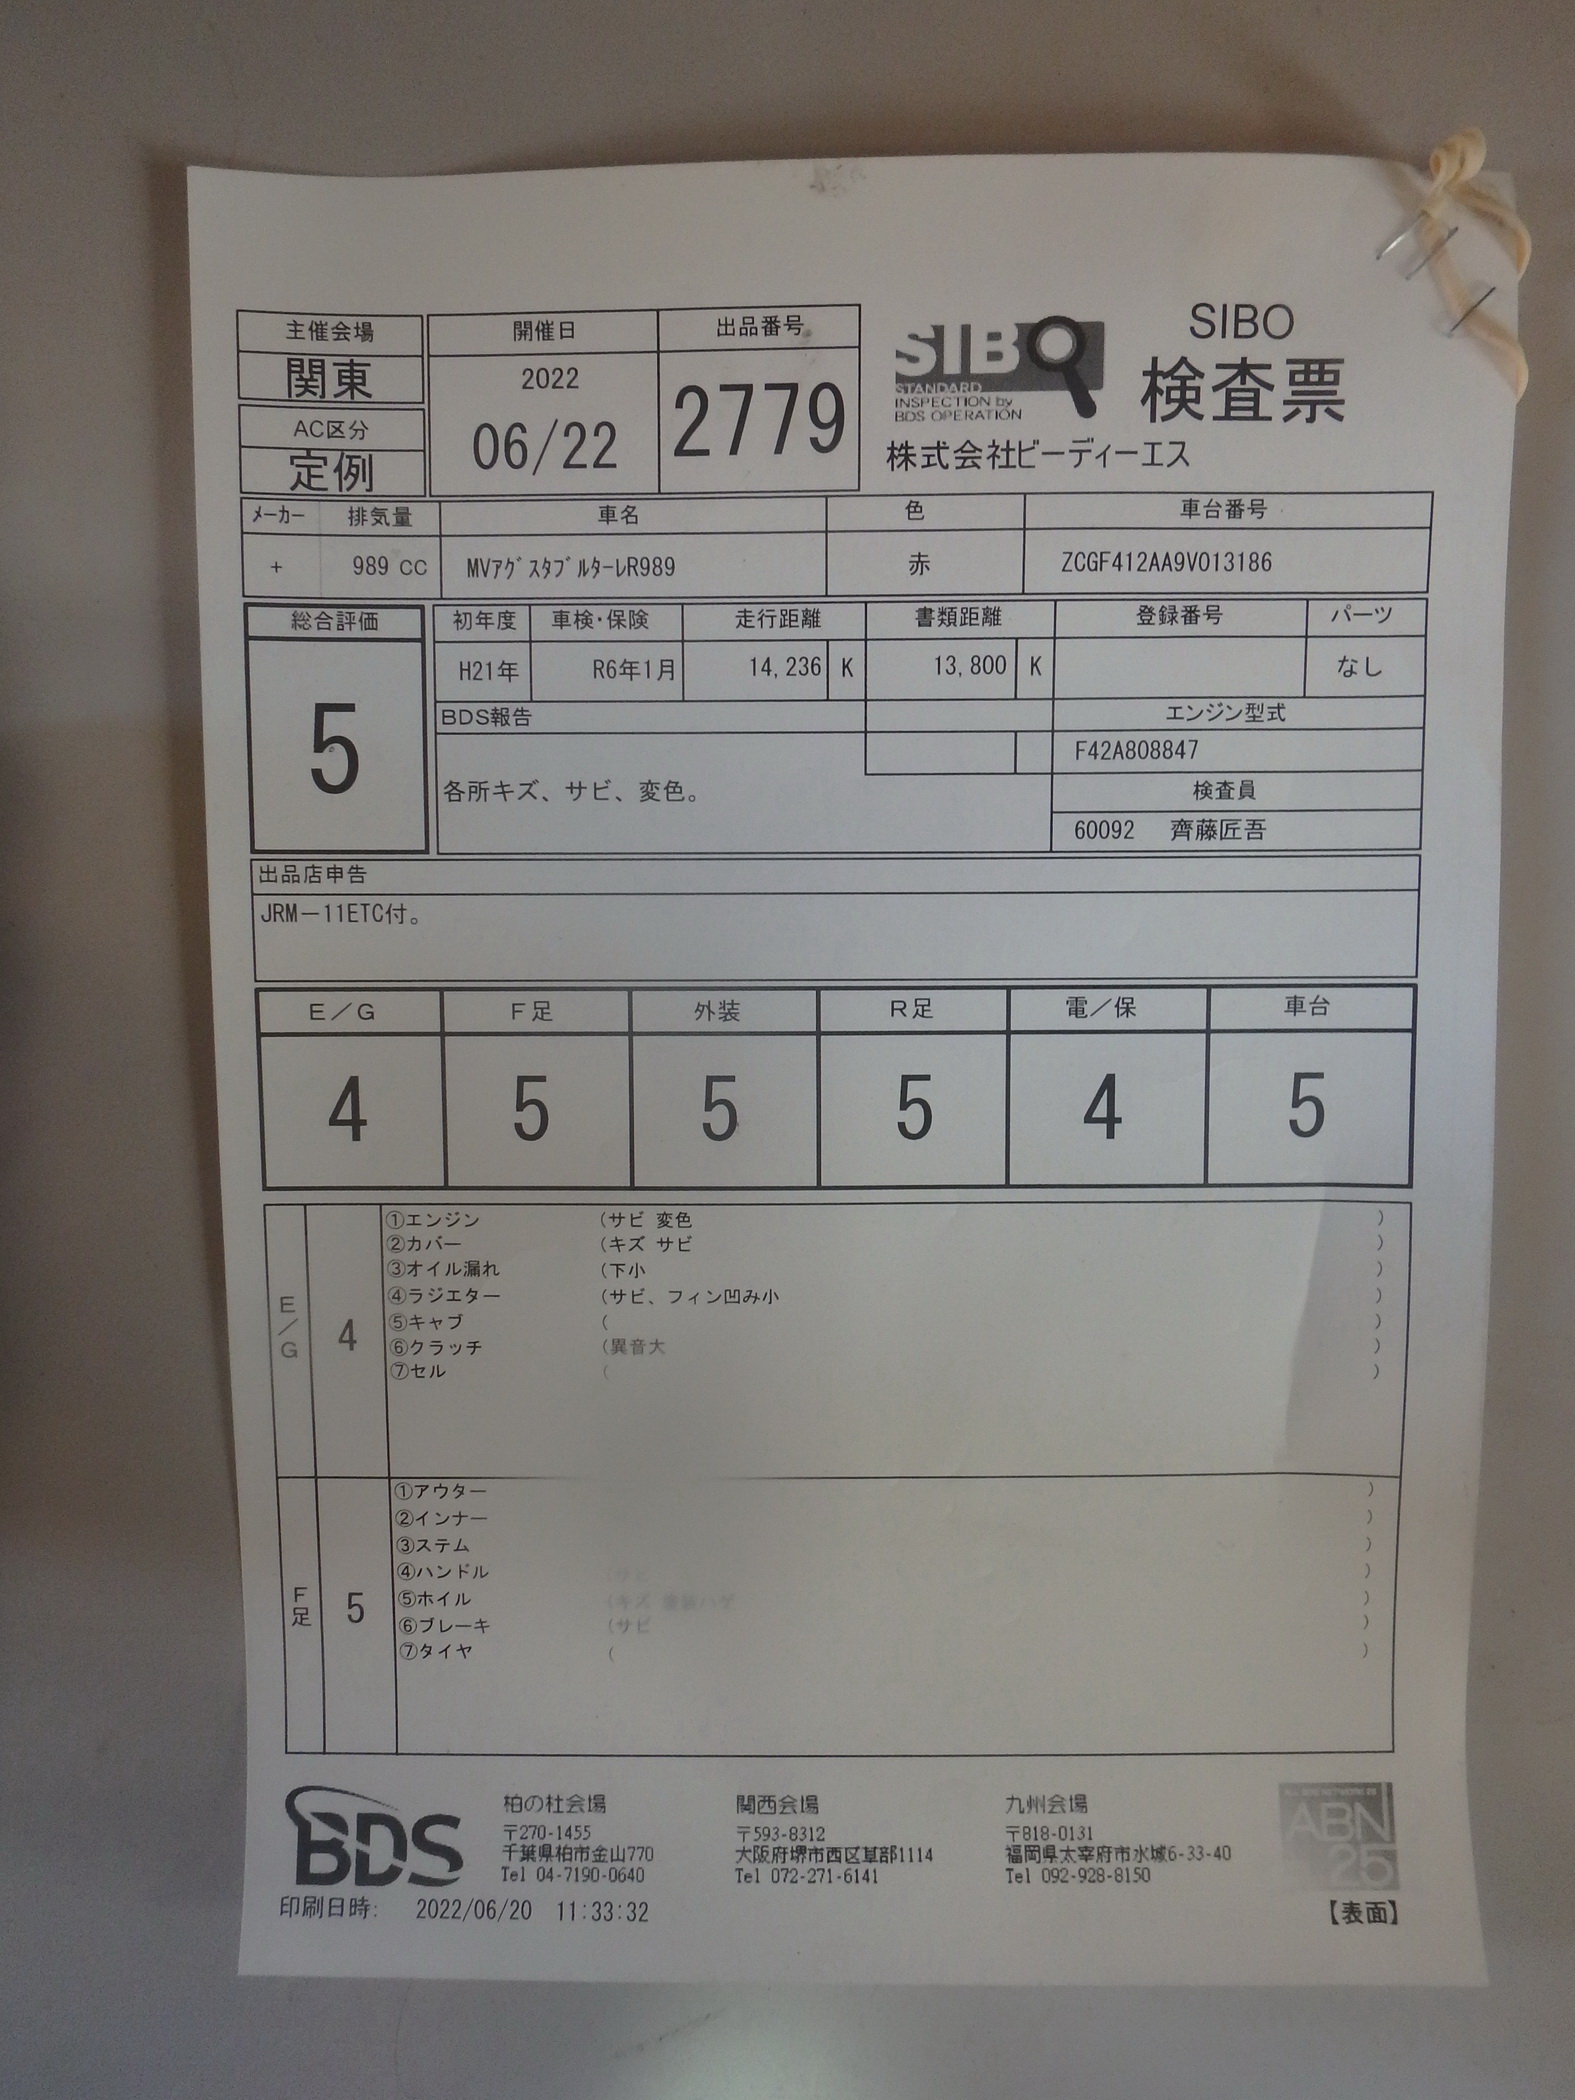 主催会場
関東
AC区分
定例
開催日
2022
06/22
出品番号
2779
SIBO
STANDARD
INSPECTION by
BDS OPERATION
SIBO
検査票
株式会社ビーディーエス
ﾒｰｶｰ 排気量 車名 色 車台番号
+ 989 CC MVｱｸﾞｽﾀﾌﾞﾙﾀｰﾚR989 赤 ZCGF412AA9V013186
総合評価
5
初年度 車検・保険 走行距離 書類距離 登録番号 パーツ
H21年 R6年1月 14,236 K 13,800 K なし
BDS報告
各所キズ、サビ、変色。
エンジン型式
F42A808847
検査員
60092 齊藤匠吾
出品店申告
JRM－11ETC付。
E／G F足 外装 R足 電／保 車台
4 5 5 5 4 5
E／G
4
①エンジン (サビ 変色 )
②カバー (キズ サビ )
③オイル漏れ (下小 )
④ラジエター (サビ、フィン凹み小 )
⑤キャブ ( )
⑥クラッチ (異音大 )
⑦セル ( )
F足
5
①アウター )
②インナー )
③ステム )
④ハンドル )
⑤ホイル (キズ )
⑥ブレーキ (サビ )
⑦タイヤ ( )
BDS
柏の杜会場
〒270-1455
千葉県柏市金山770
Tel 04-7190-0640
関西会場
〒593-8312
大阪府堺市西区草部1114
Tel 072-271-6141
九州会場
〒818-0131
福岡県太宰府市水城6-33-40
Tel 092-928-8150
ABN
25
印刷日時: 2022/06/20 11:33:32
【表面】